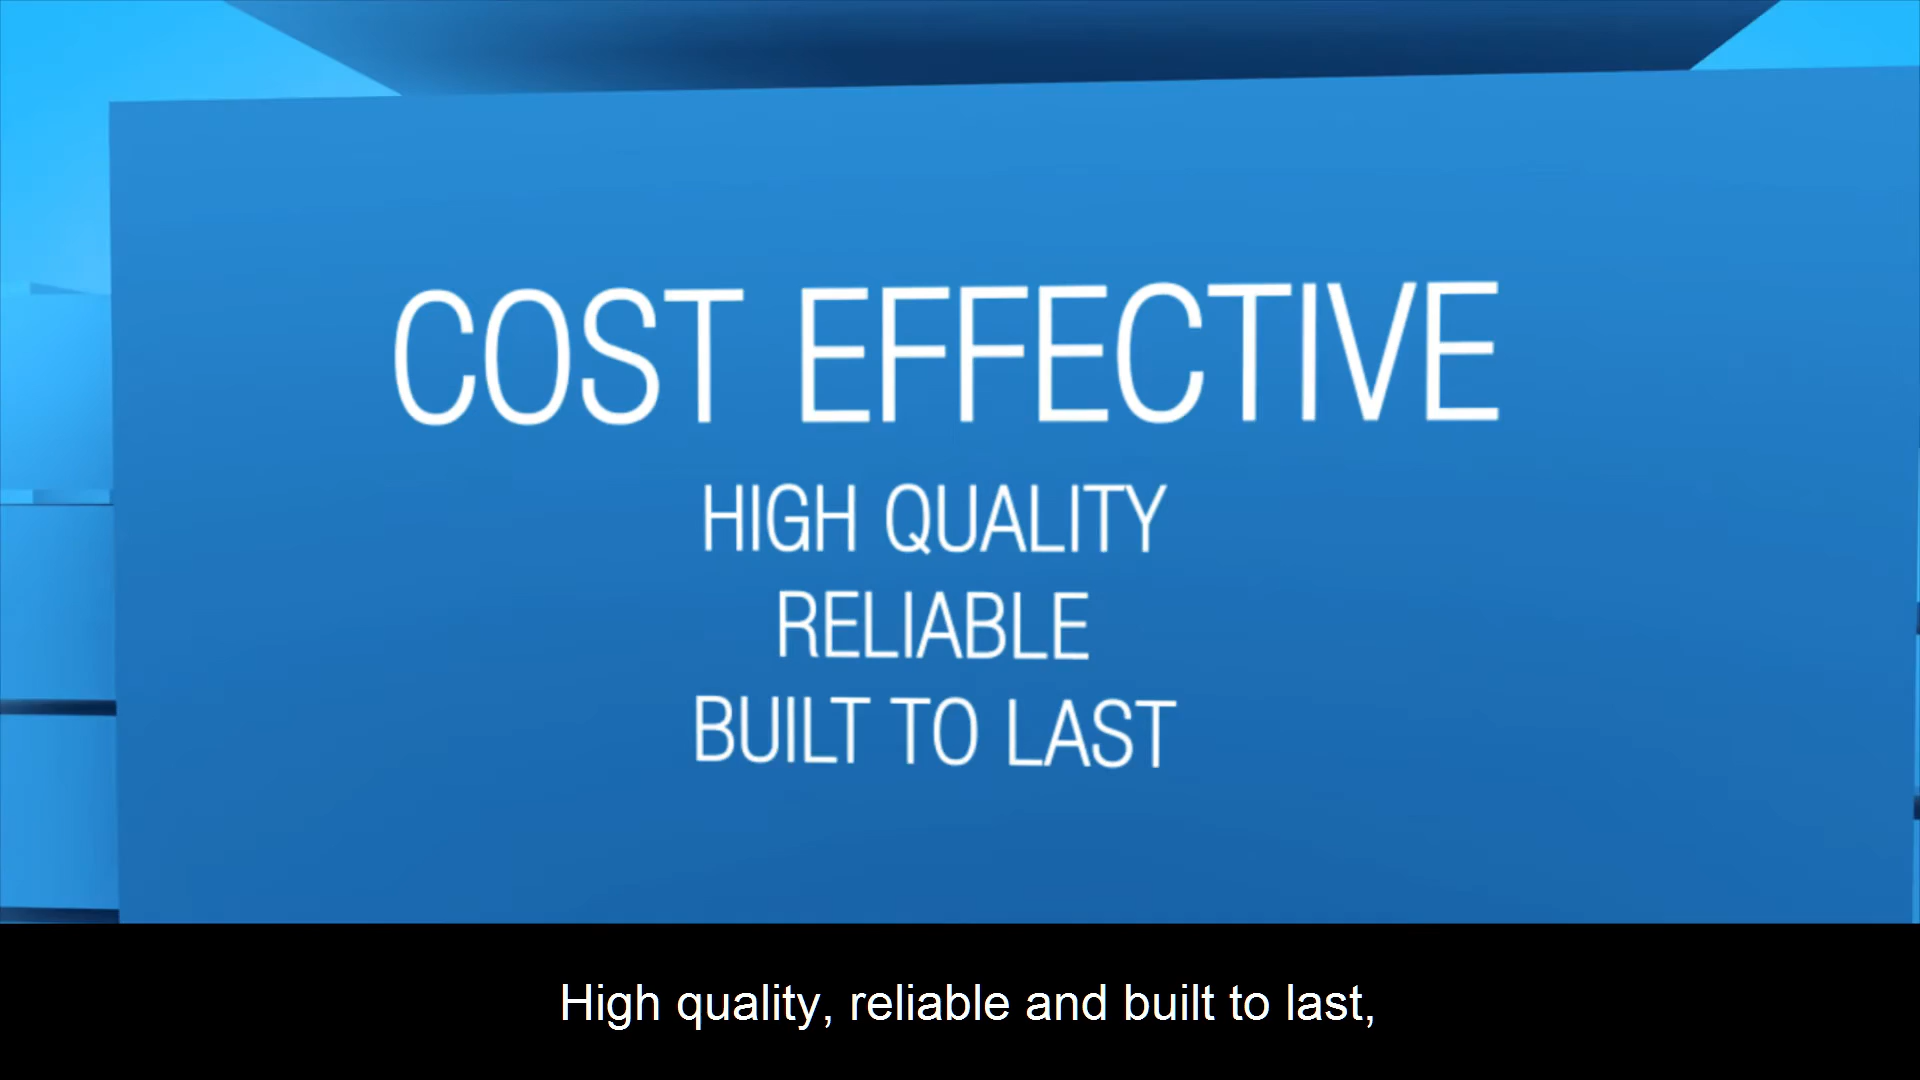 COST EFFECTIVE
HIGH QUALITY
RELIABLE
BUILT TO LAST
High quality, reliable and built to last,